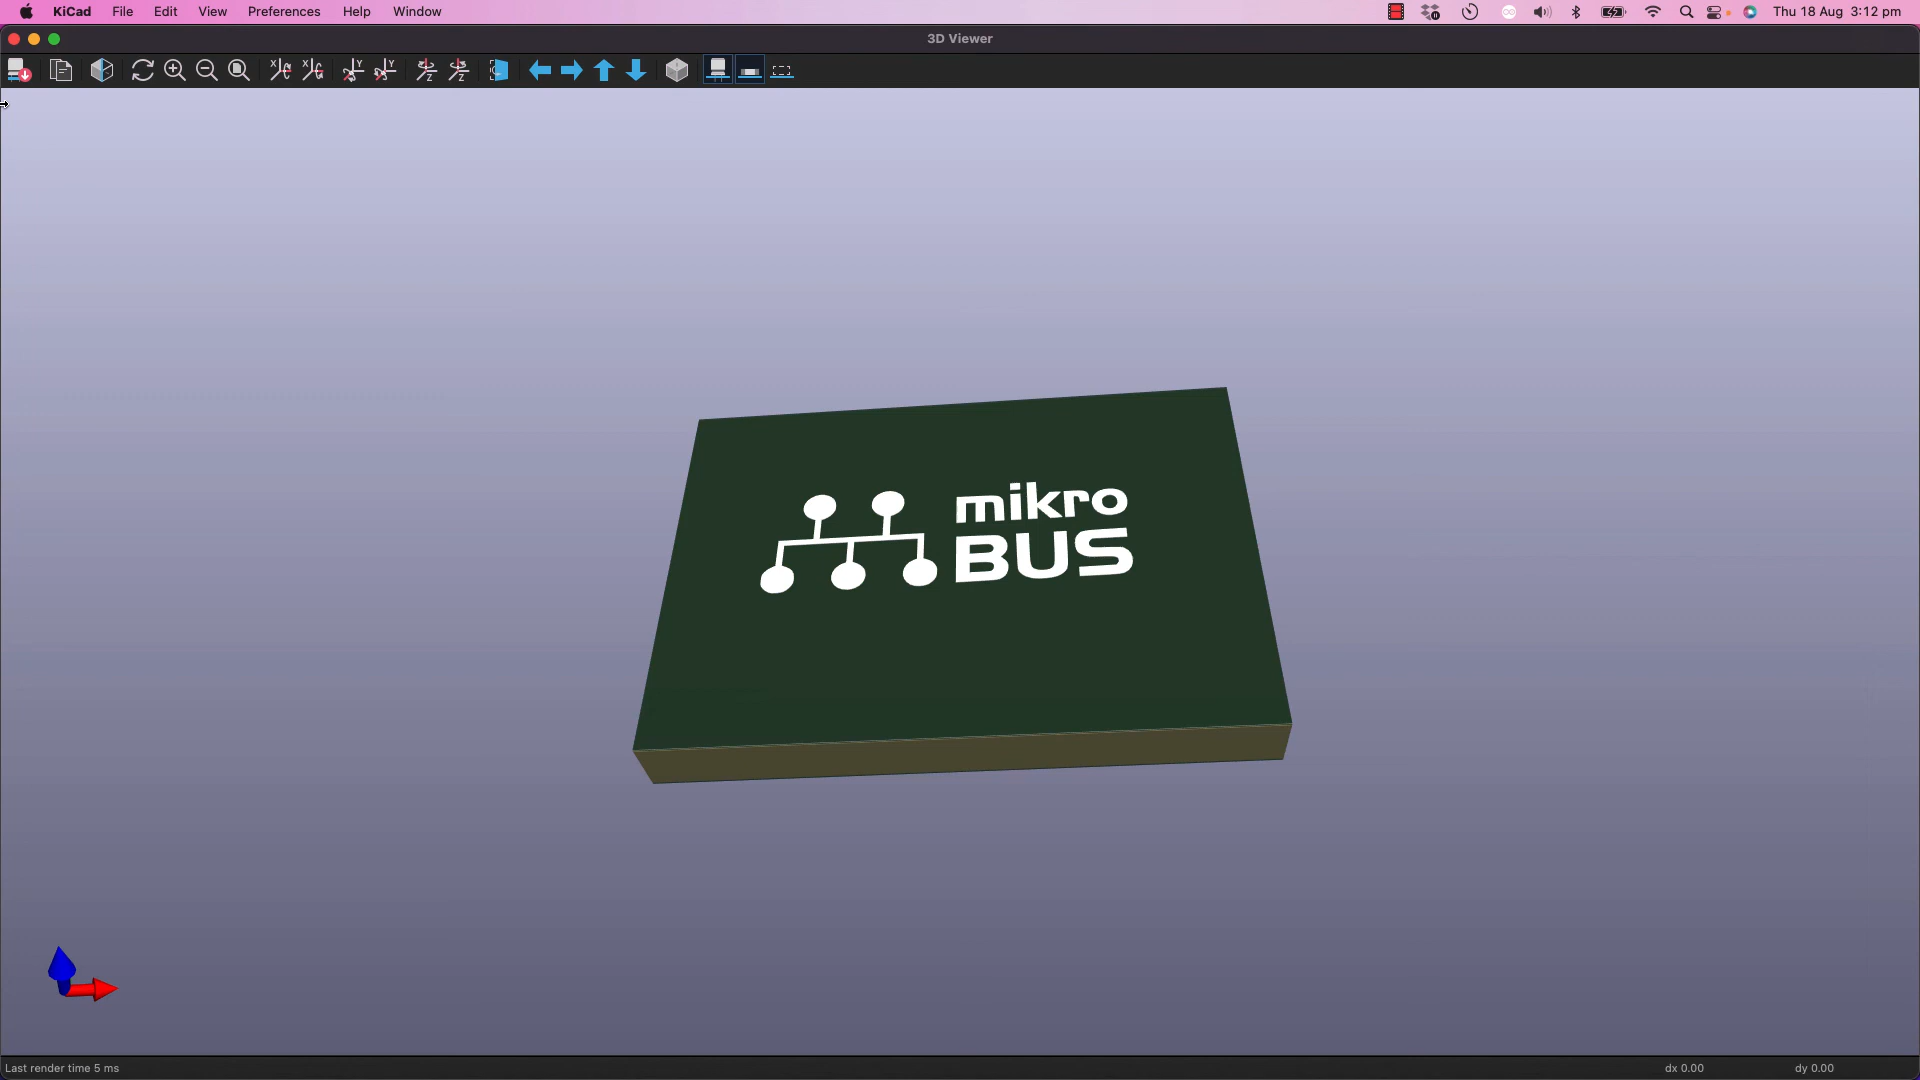 KiCad File Edit View Preferences Help Window Thu 18 Aug 3:12 pm
3D Viewer
mikro
BUS
Last render time 5 ms dx 0.00 dy 0.00